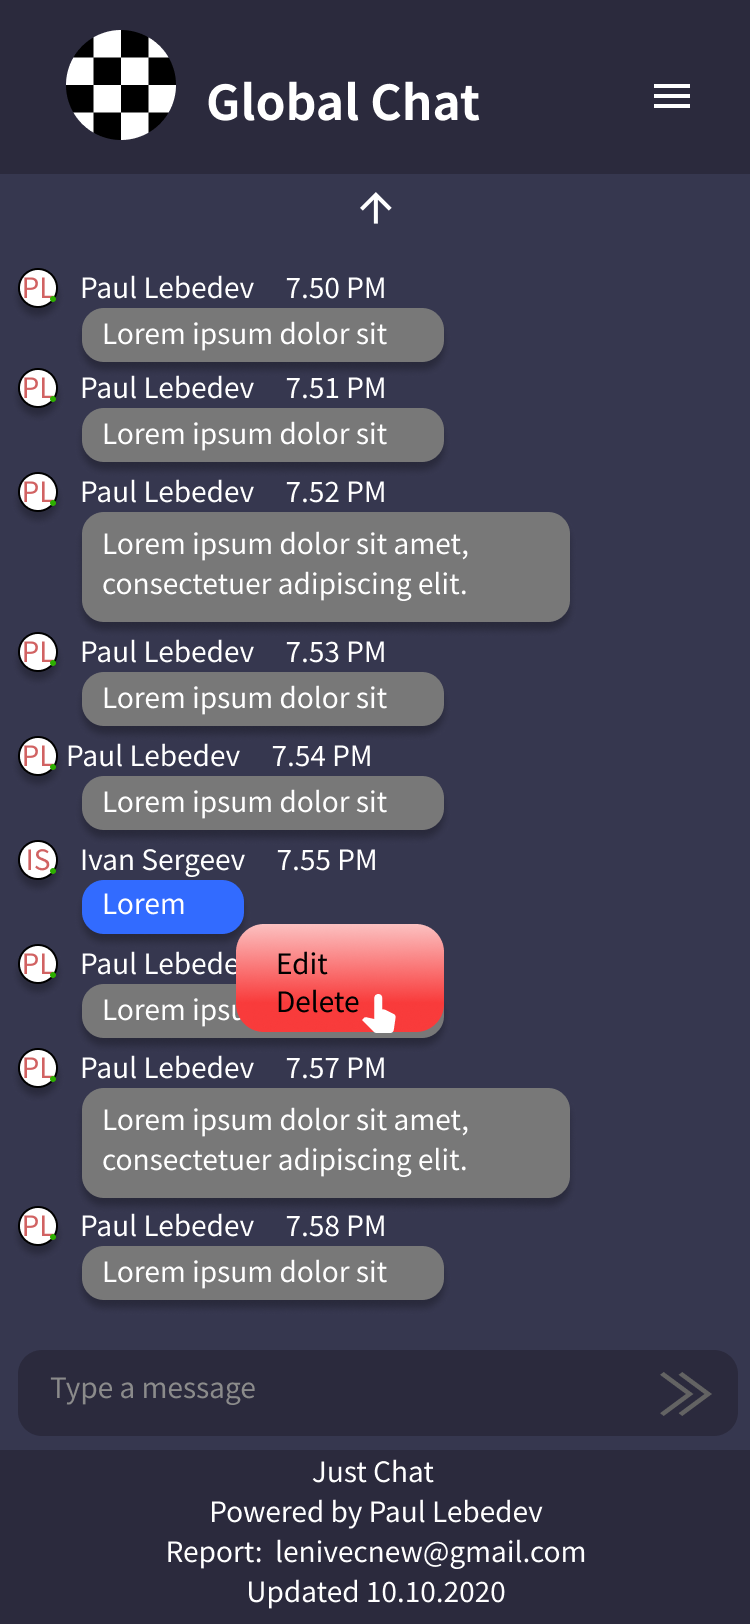 Global Chat
PL Paul Lebedev 7.50 PM
Lorem ipsum dolor sit
PL Paul Lebedev 7.51 PM
Lorem ipsum dolor sit
PL Paul Lebedev 7.52 PM
Lorem ipsum dolor sit amet,
consectetuer adipiscing elit.
PL Paul Lebedev 7.53 PM
Lorem ipsum dolor sit
PL Paul Lebedev 7.54 PM
Lorem ipsum dolor sit
IS Ivan Sergeev 7.55 PM
Lorem
PL Paul Lebede
Edit
Lorem ipsu
Delete
PL Paul Lebedev 7.57 PM
Lorem ipsum dolor sit amet,
consectetuer adipiscing elit.
PL Paul Lebedev 7.58 PM
Lorem ipsum dolor sit
Type a message
Just Chat
Powered by Paul Lebedev
Report: lenivecnew@gmail.com
Updated 10.10.2020